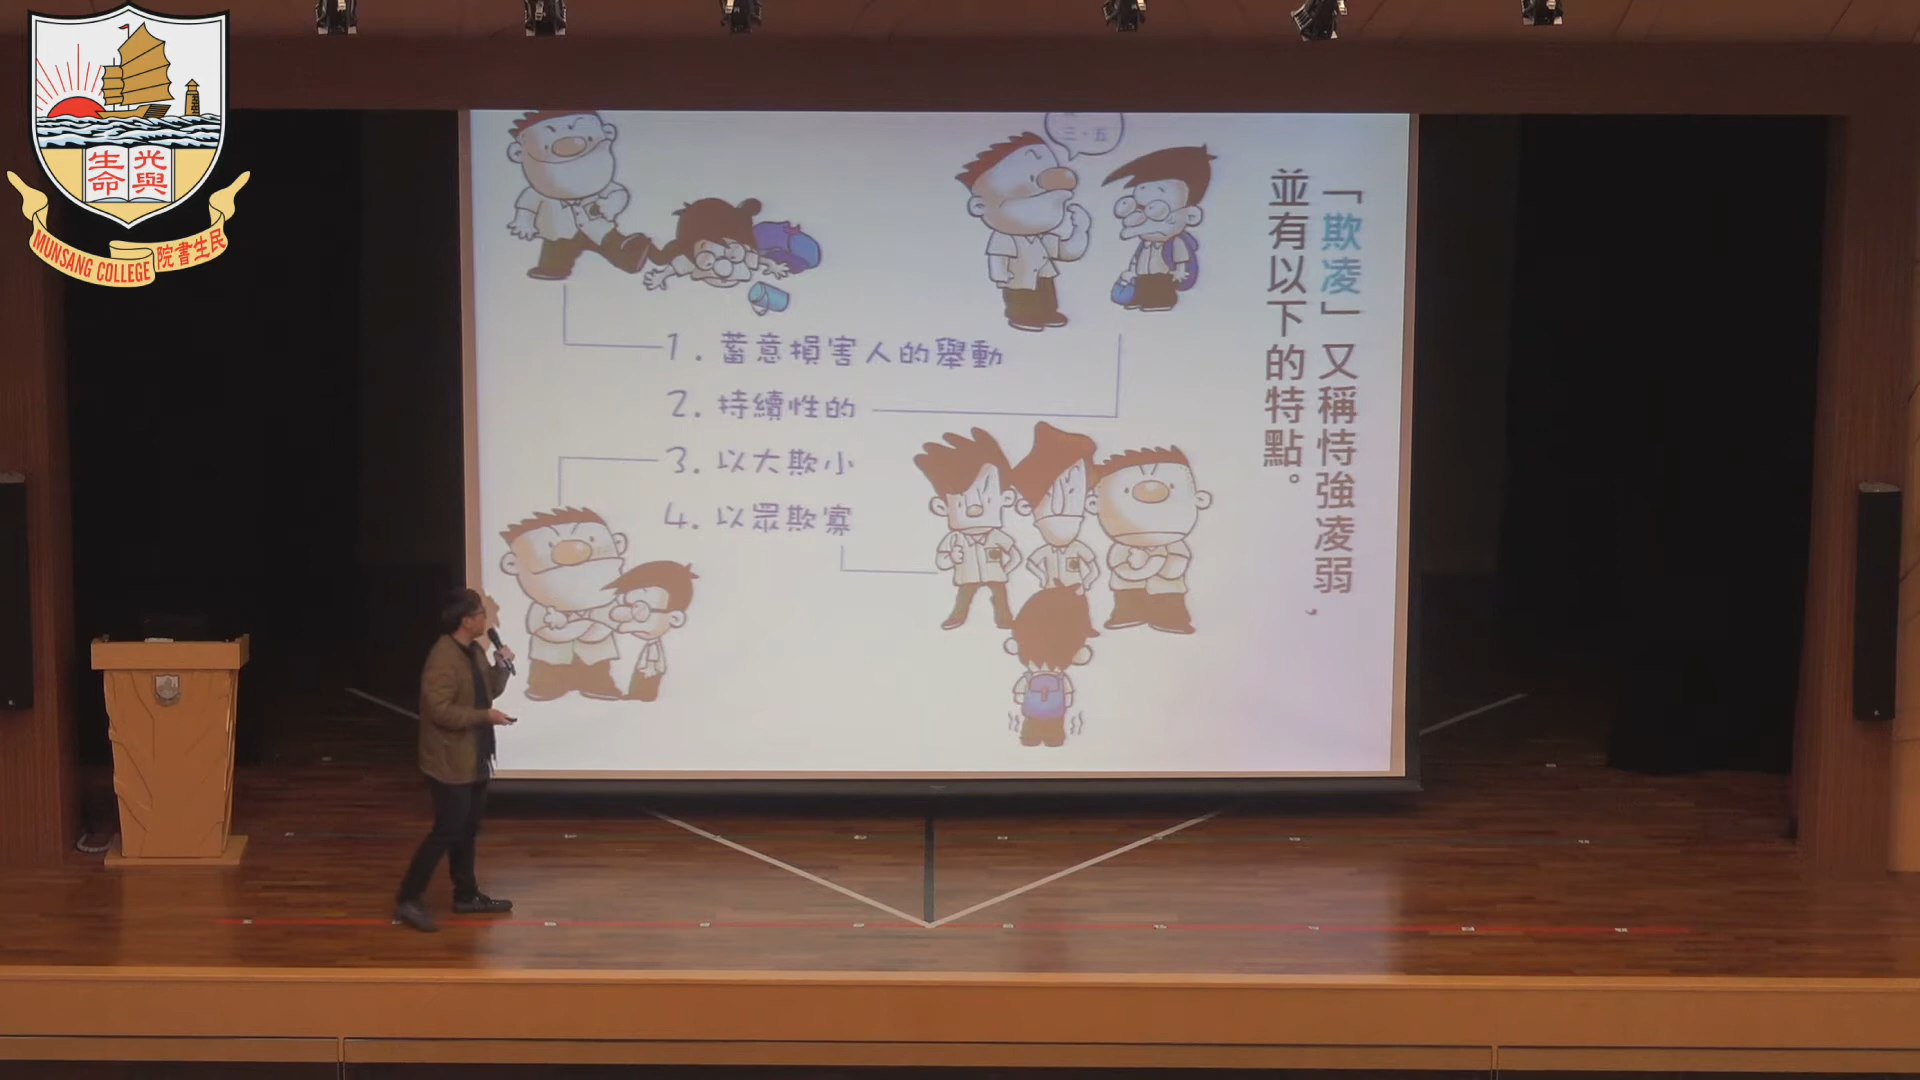 生命 光與
MUNSANG COLLEGE 院書生民
三、五
「欺凌」又稱恃強凌弱,
並有以下的特點。
1. 蓄意損害人的舉動
2. 持續性的
3. 以大欺小
4. 以眾欺寡